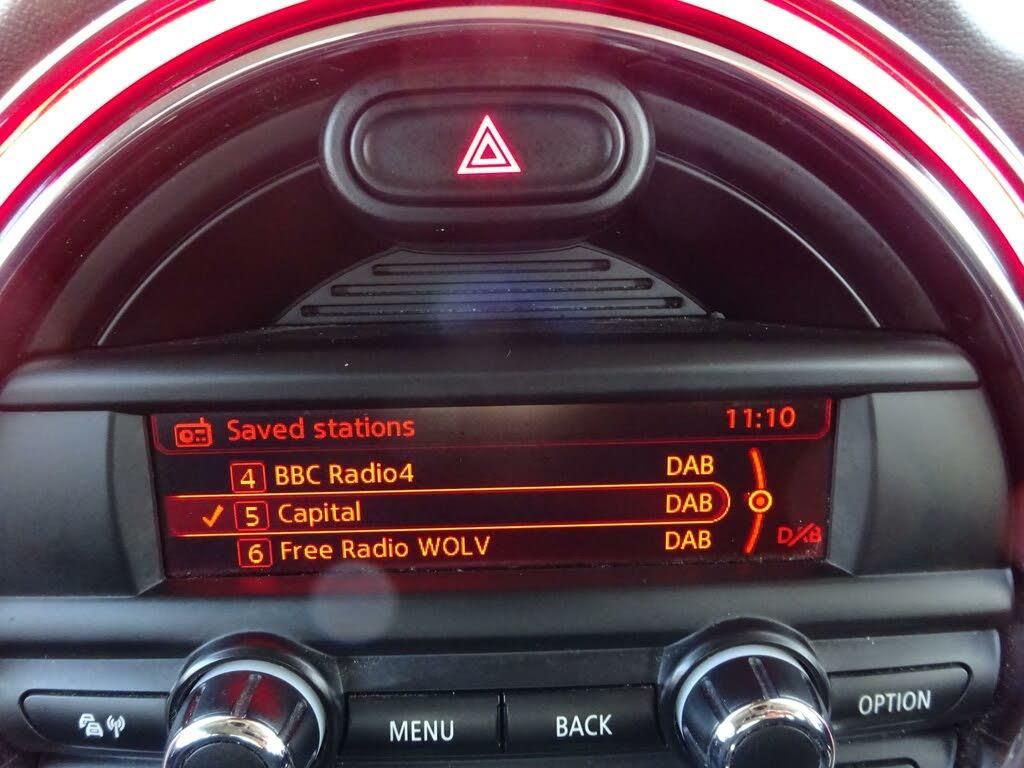 Saved stations 11:10
4 BBC Radio4 DAB
5 Capital DAB
6 Free Radio WOLV DAB
DAB
MENU BACK OPTION